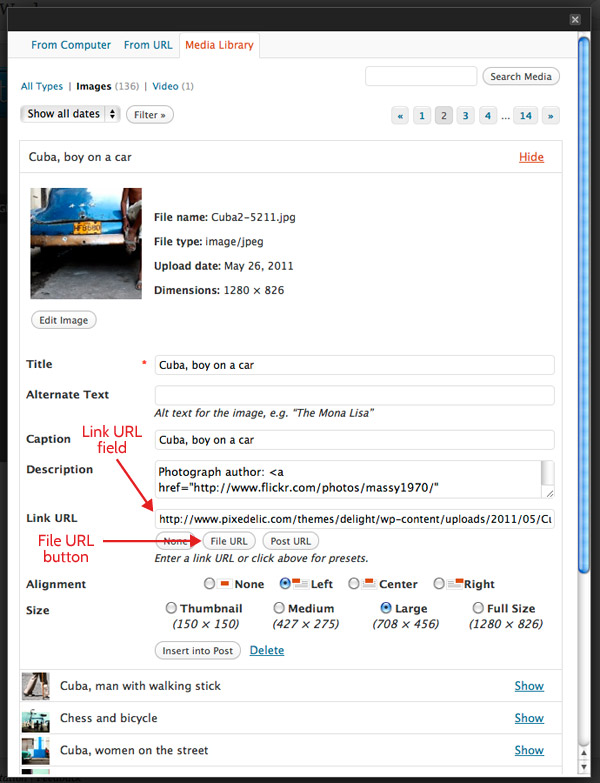 From Computer From URL Media Library
Search Media
All Types | Images (136) | Video (1)
Show all dates Filter » « 1 2 3 4 ... 14 »
Cuba, boy on a car Hide
File name: Cuba2-5211.jpg
File type: image/jpeg
Upload date: May 26, 2011
Dimensions: 1280 × 826
HFB580
Edit Image
Title * Cuba, boy on a car
Alternate Text
Alt text for the image, e.g. "The Mona Lisa"
Link URL
field
Caption Cuba, boy on a car
Description Photograph author: <a
href="http://www.flickr.com/photos/massy1970/"
Link URL http://www.pixedelic.com/themes/delight/wp-content/uploads/2011/05/Cu
File URL
button
None File URL Post URL
Enter a link URL or click above for presets.
Alignment None Left Center Right
Size Thumbnail Medium Large Full Size
(150 × 150) (427 × 275) (708 × 456) (1280 × 826)
Insert into Post Delete
Cuba, man with walking stick Show
Chess and bicycle Show
Cuba, women on the street Show